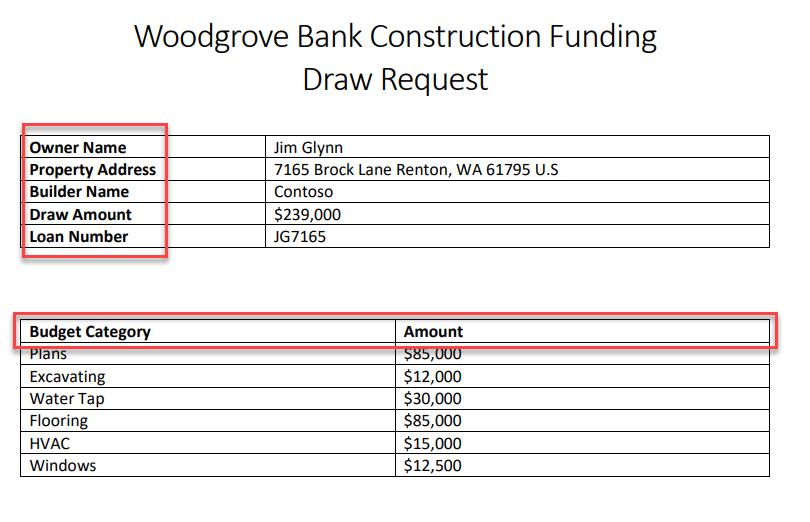 Woodgrove Bank Construction Funding
Draw Request
Owner Name Jim Glynn
Property Address 7165 Brock Lane Renton, WA 61795 U.S
Builder Name Contoso
Draw Amount $239,000
Loan Number JG7165
Budget Category Amount
Plans $85,000
Excavating $12,000
Water Tap $30,000
Flooring $85,000
HVAC $15,000
Windows $12,500